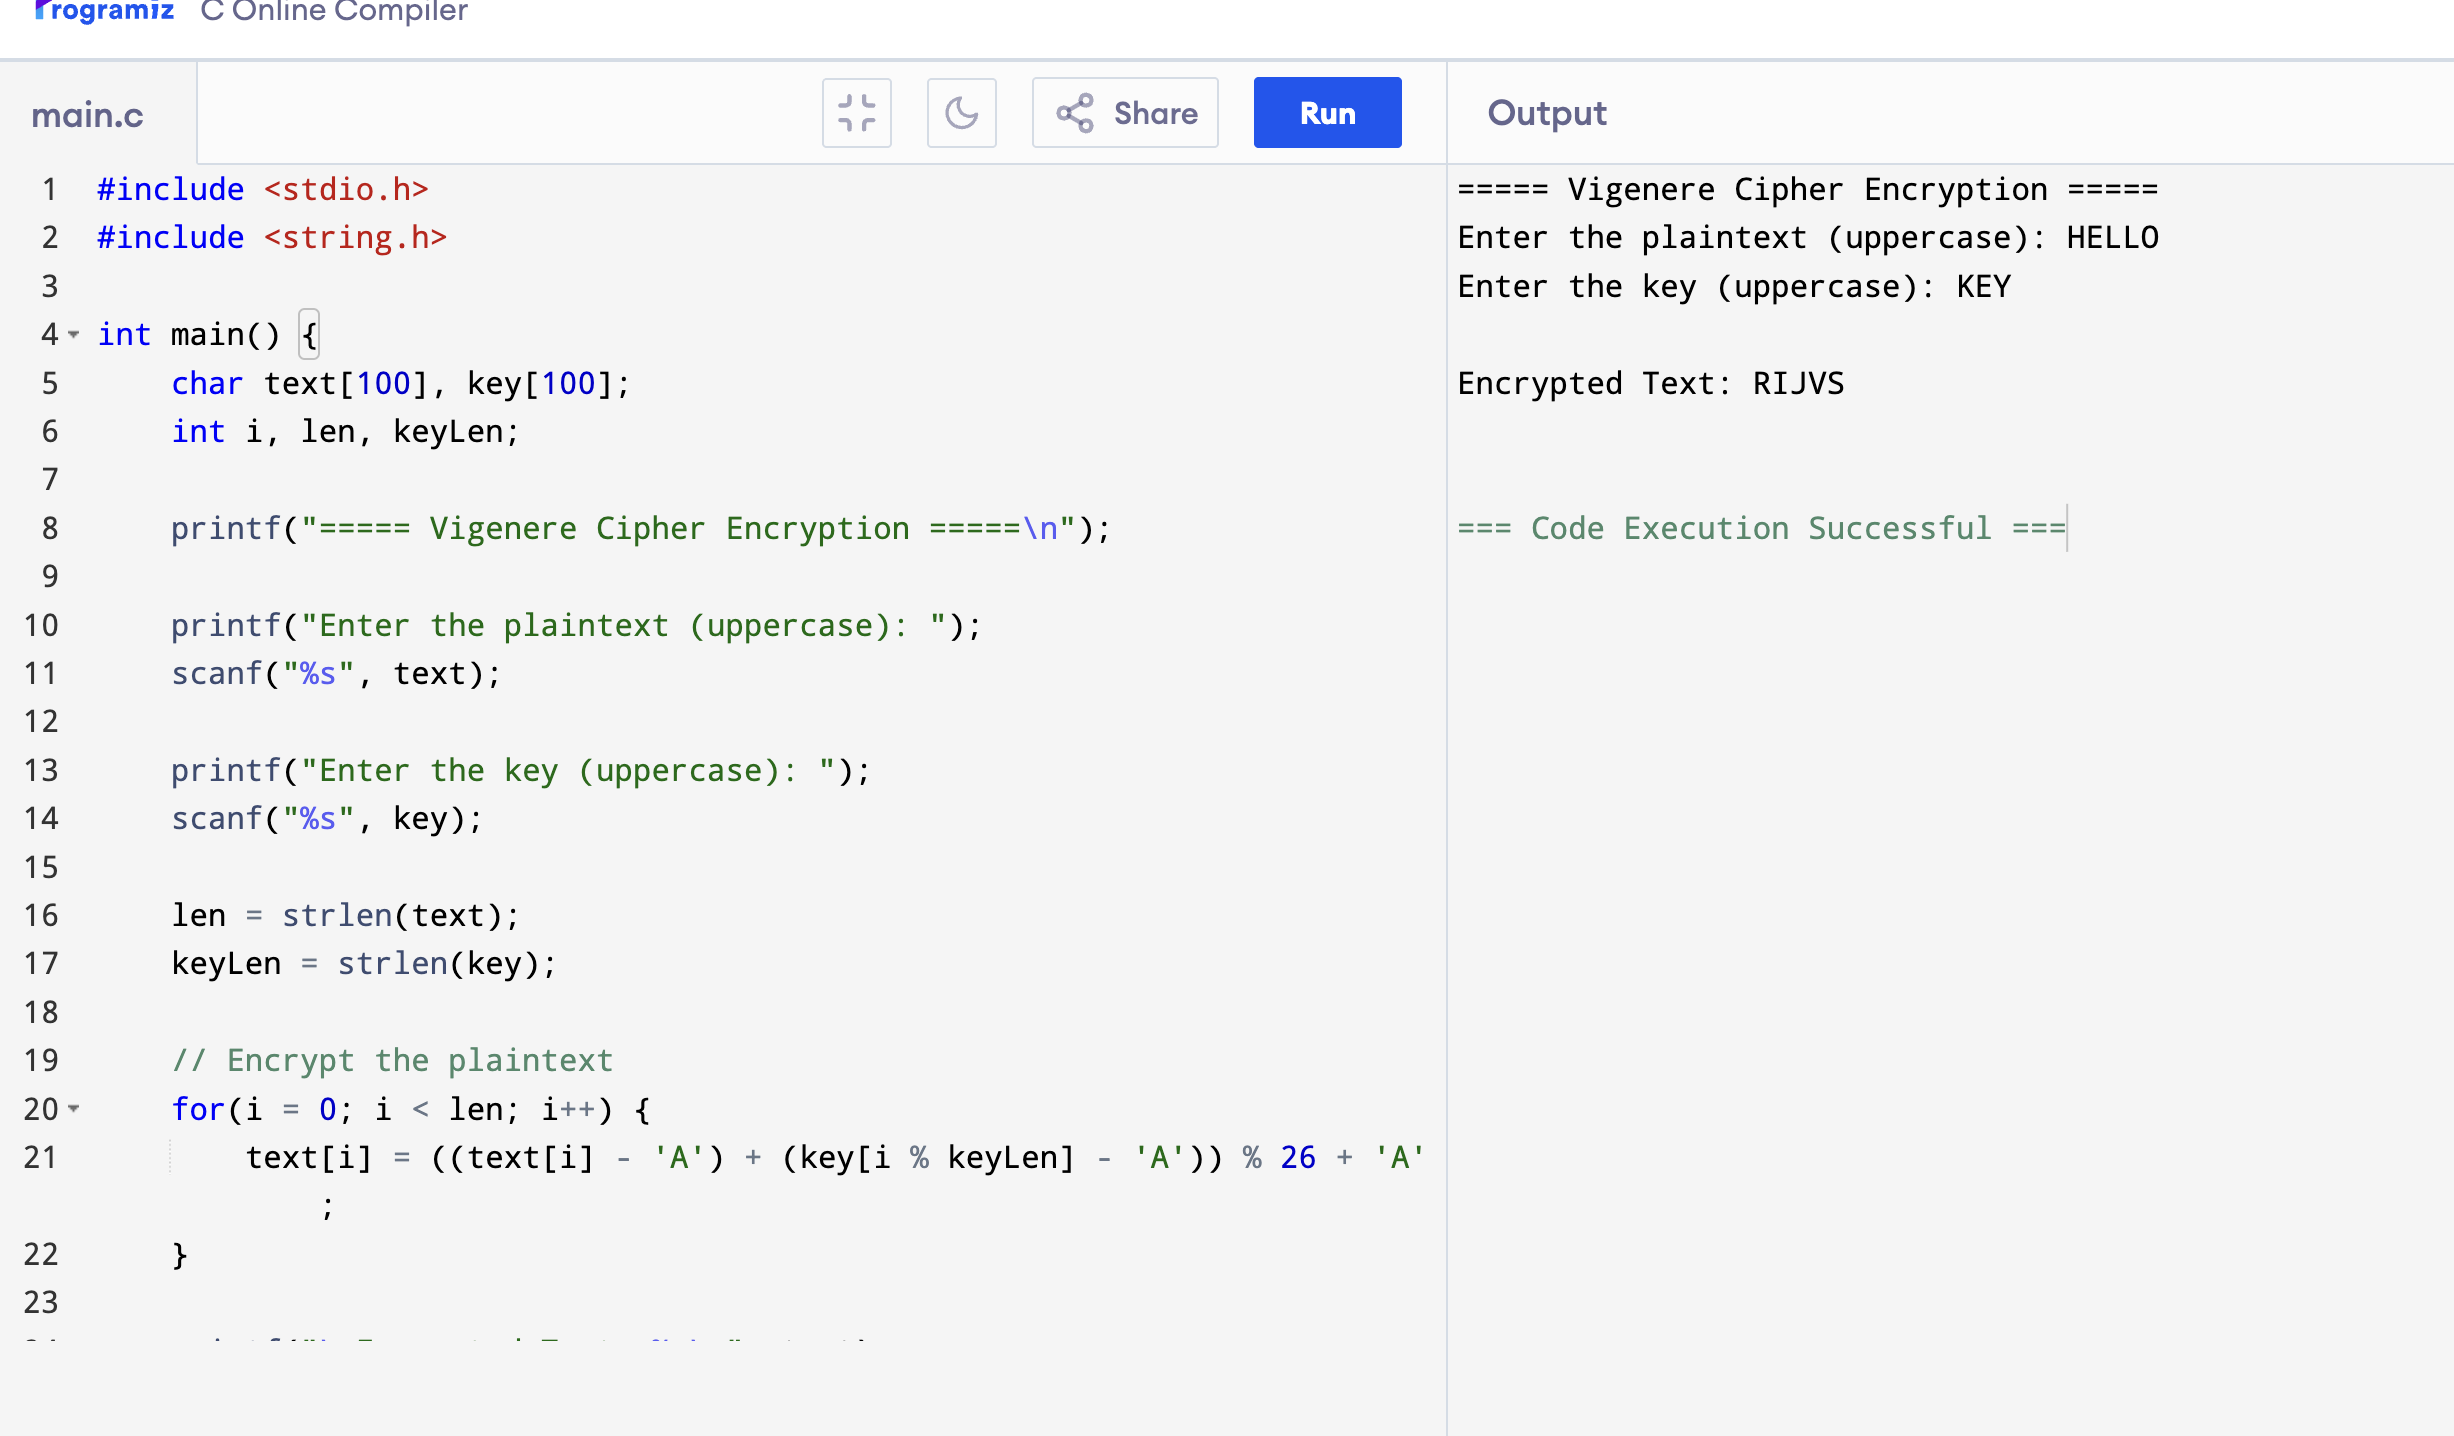 Programiz C Online Compiler
main.c
Share
Run
Output
1 #include <stdio.h>
2 #include <string.h>
3
4 int main() {
5 char text[100], key[100];
6 int i, len, keyLen;
7
8 printf("===== Vigenere Cipher Encryption =====\n");
9
10 printf("Enter the plaintext (uppercase): ");
11 scanf("%s", text);
12
13 printf("Enter the key (uppercase): ");
14 scanf("%s", key);
15
16 len = strlen(text);
17 keyLen = strlen(key);
18
19 // Encrypt the plaintext
20 for(i = 0; i < len; i++) {
21 text[i] = ((text[i] - 'A') + (key[i % keyLen] - 'A')) % 26 + 'A'
;
22 }
23
===== Vigenere Cipher Encryption =====
Enter the plaintext (uppercase): HELLO
Enter the key (uppercase): KEY
Encrypted Text: RIJVS
=== Code Execution Successful ===